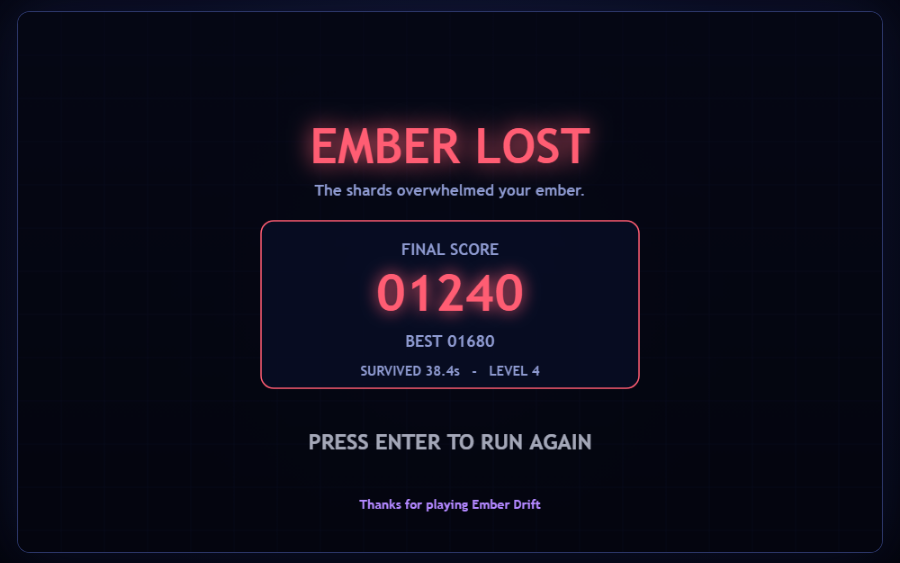 EMBER LOST
The shards overwhelmed your ember.
FINAL SCORE
01240
BEST 01680
SURVIVED 38.4s - LEVEL 4
PRESS ENTER TO RUN AGAIN
Thanks for playing Ember Drift